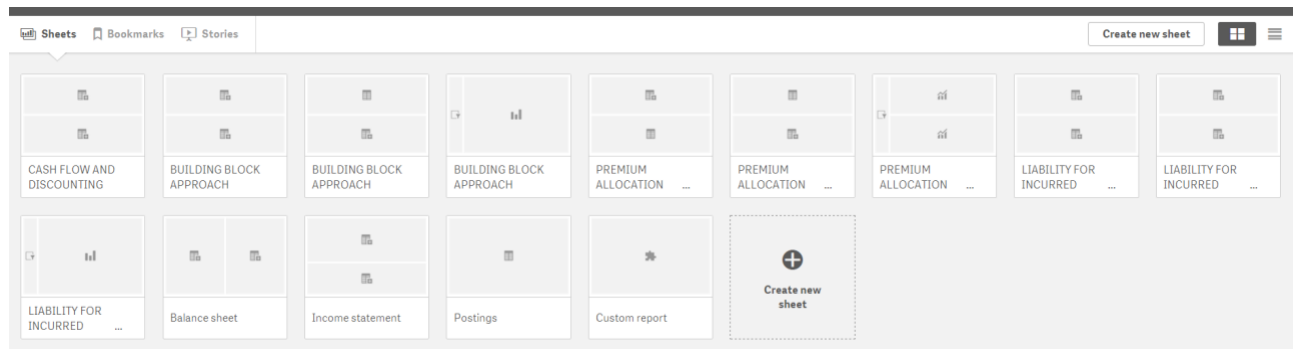 Sheets Bookmarks Stories Create new sheet
CASH FLOW AND
DISCOUNTING
BUILDING BLOCK
APPROACH
BUILDING BLOCK
APPROACH
BUILDING BLOCK
APPROACH
PREMIUM
ALLOCATION ...
PREMIUM
ALLOCATION ...
PREMIUM
ALLOCATION ...
LIABILITY FOR
INCURRED ...
LIABILITY FOR
INCURRED ...
LIABILITY FOR
INCURRED ...
Balance sheet
Income statement
Postings
Custom report
Create new
sheet